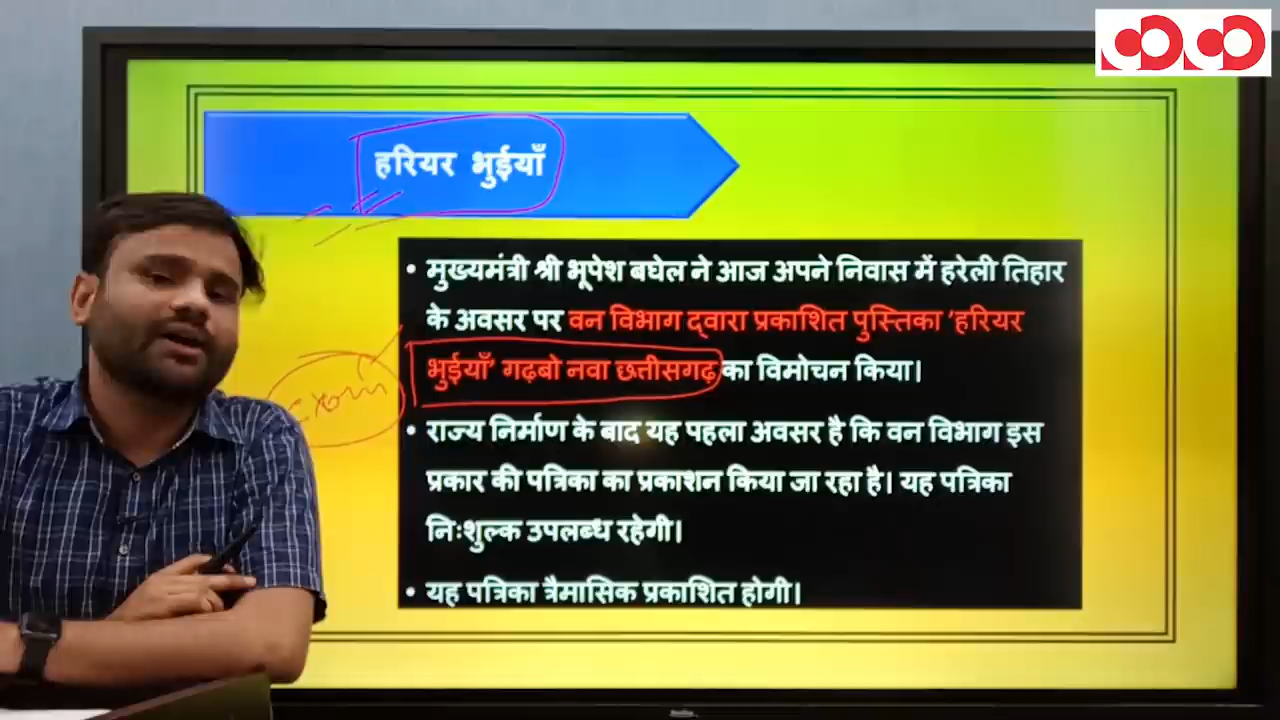 हरियर भुईयाँ
• मुख्यमंत्री श्री भूपेश बघेल ने आज अपने निवास में हरेली तिहार
के अवसर पर वन विभाग द्वारा प्रकाशित पुस्तिका 'हरियर
भुईयाँ' गढ़बो नवा छत्तीसगढ़ का विमोचन किया।
exam
• राज्य निर्माण के बाद यह पहला अवसर है कि वन विभाग इस
प्रकार की पत्रिका का प्रकाशन किया जा रहा है। यह पत्रिका
निःशुल्क उपलब्ध रहेगी।
• यह पत्रिका त्रैमासिक प्रकाशित होगी।